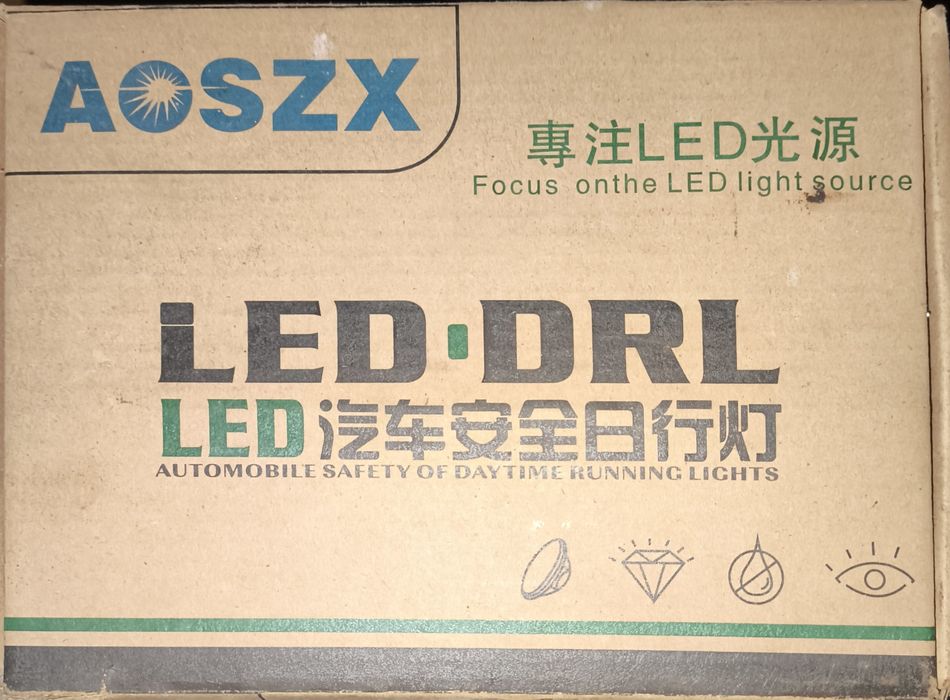 AOSZX
專注LED光源
Focus onthe LED light source
LED·DRL
LED汽车安全日行灯
AUTOMOBILE SAFETY OF DAYTIME RUNNING LIGHTS